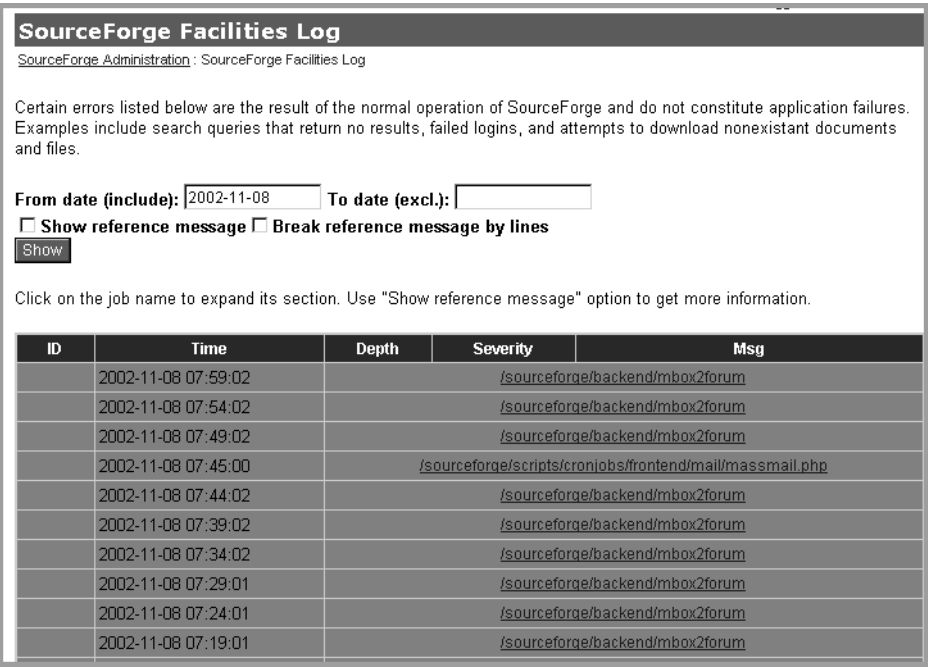 SourceForge Facilities Log
SourceForge Administration : SourceForge Facilities Log
Certain errors listed below are the result of the normal operation of SourceForge and do not constitute application failures.
Examples include search queries that return no results, failed logins, and attempts to download nonexistant documents
and files.
From date (include): 2002-11-08 To date (excl.):
Show reference message Break reference message by lines
Show
Click on the job name to expand its section. Use "Show reference message" option to get more information.
ID Time Depth Severity Msg
2002-11-08 07:59:02 /sourceforge/backend/mbox2forum
2002-11-08 07:54:02 /sourceforge/backend/mbox2forum
2002-11-08 07:49:02 /sourceforge/backend/mbox2forum
2002-11-08 07:45:00 /sourceforge/scripts/cronjobs/frontend/mail/massmail.php
2002-11-08 07:44:02 /sourceforge/backend/mbox2forum
2002-11-08 07:39:02 /sourceforge/backend/mbox2forum
2002-11-08 07:34:02 /sourceforge/backend/mbox2forum
2002-11-08 07:29:01 /sourceforge/backend/mbox2forum
2002-11-08 07:24:01 /sourceforge/backend/mbox2forum
2002-11-08 07:19:01 /sourceforge/backend/mbox2forum